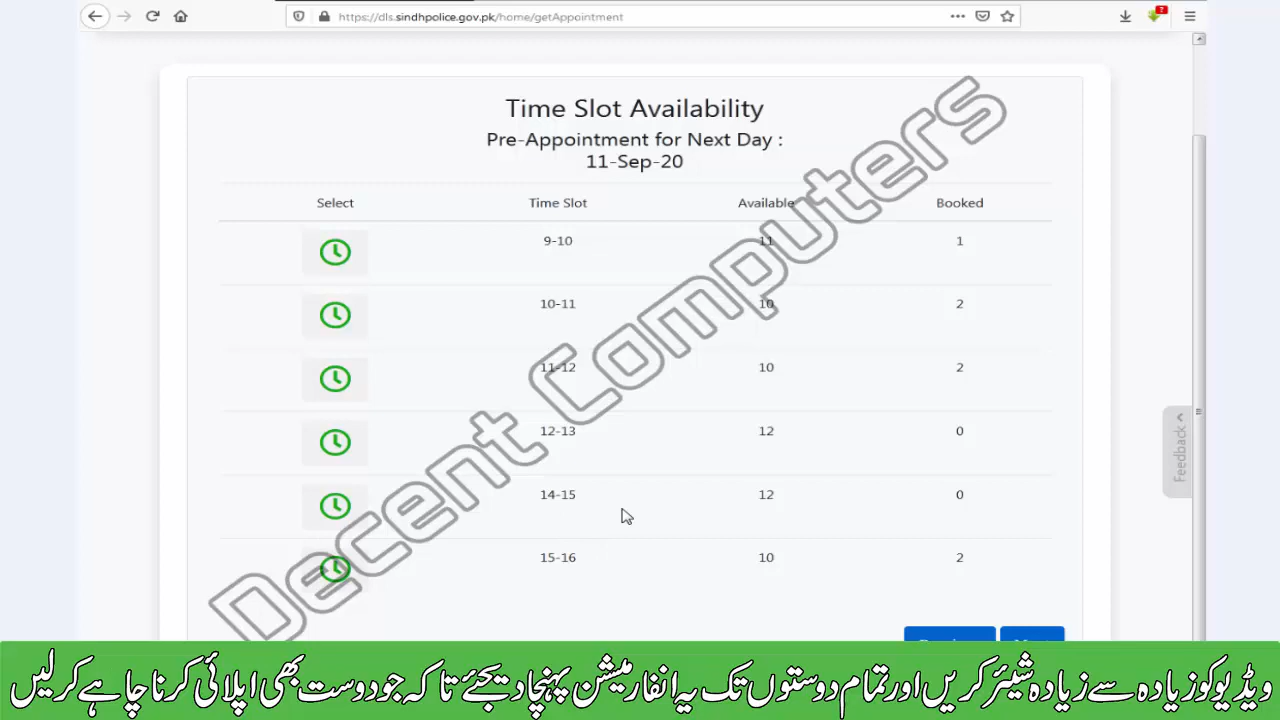 https://dls.sindhpolice.gov.pk/home/getAppointment
Time Slot Availability
Pre-Appointment for Next Day :
11-Sep-20
Select Time Slot Available Booked
9-10 11 1
10-11 10 2
11-12 10 2
12-13 12 0
14-15 12 0
15-16 10 2
Feedback
Decent Computers
ویڈیو کو زیادہ سے زیادہ شیئر کریں اور تمام دوستوں تک یہ انفارمیشن پہنچا دیجئے تاکہ جو دوست بھی اپلائی کرنا چاہے کر لیں